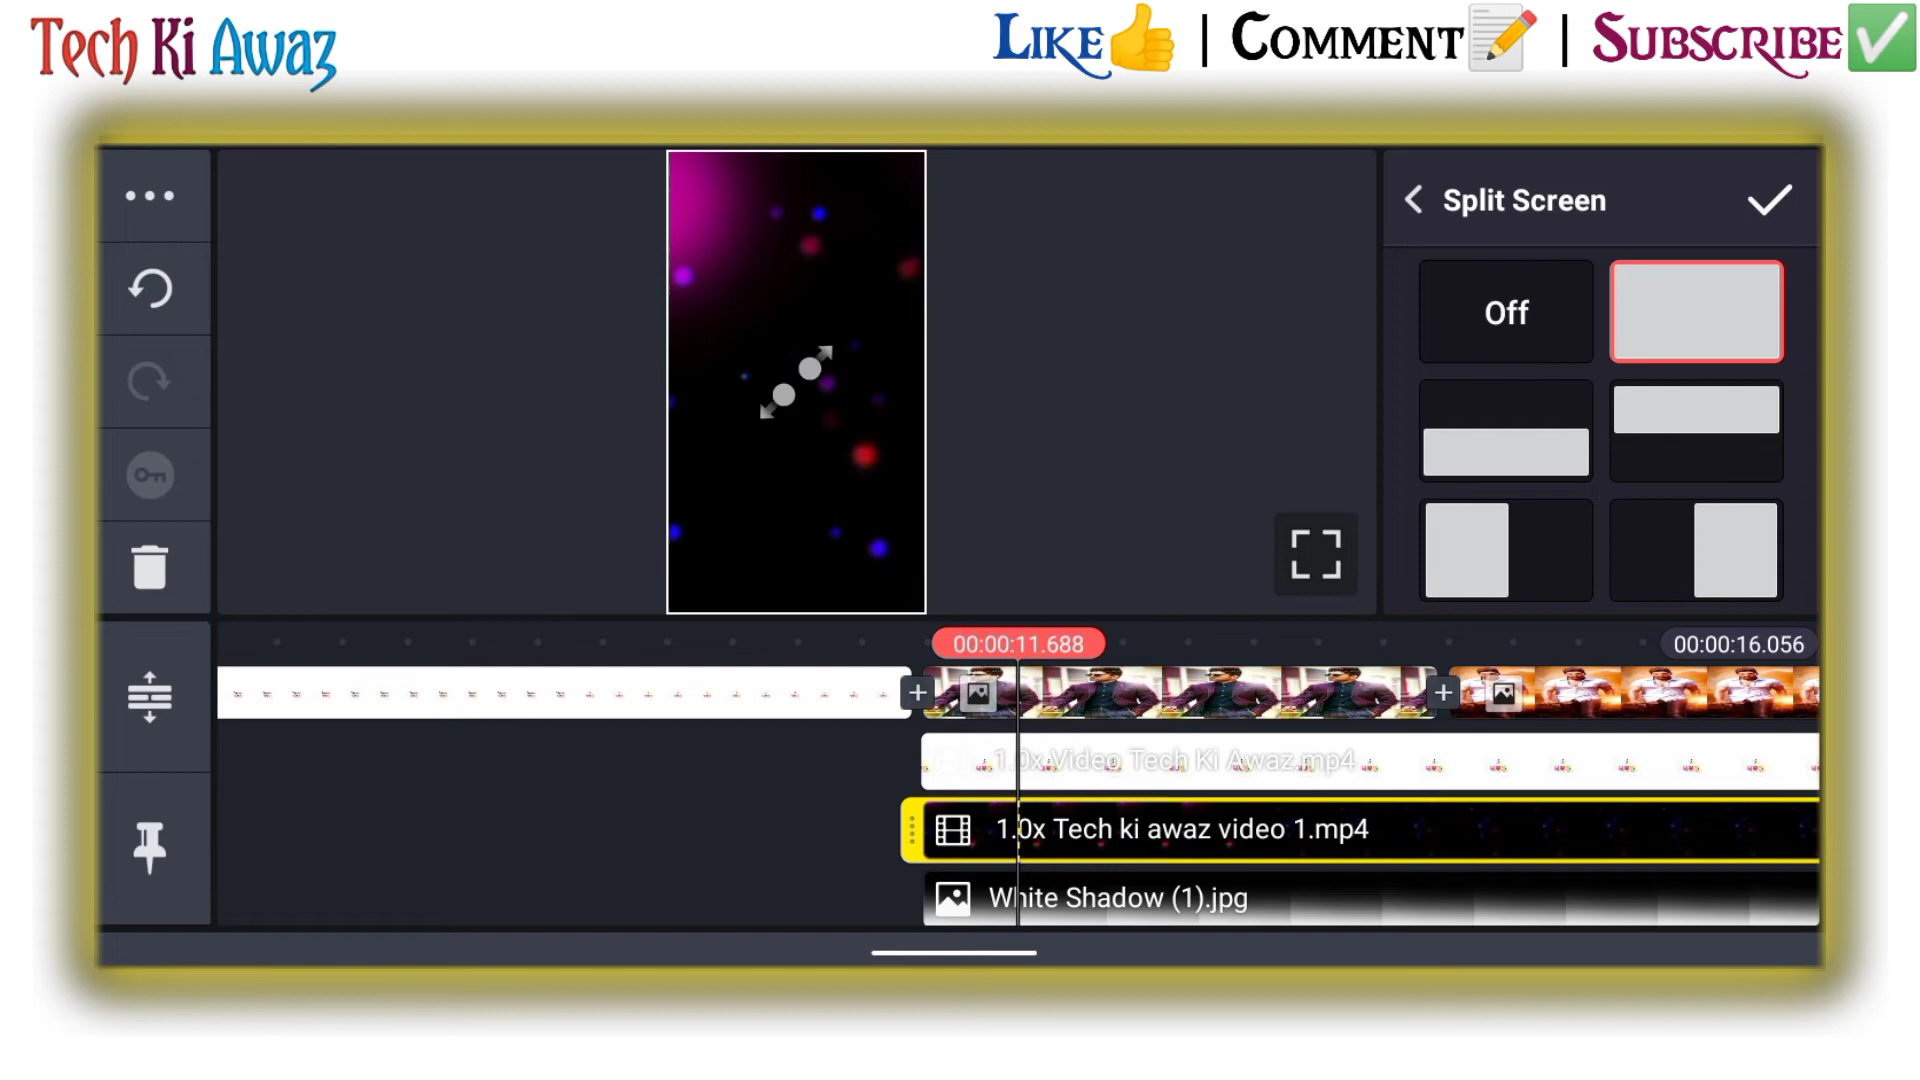 Tech Ki Awaz
Like | Comment | Subscribe
Split Screen
Off
00:00:11.688
00:00:16.056
1.0x Video Tech Ki Awaz.mp4
1.0x Tech ki awaz video 1.mp4
White Shadow (1).jpg